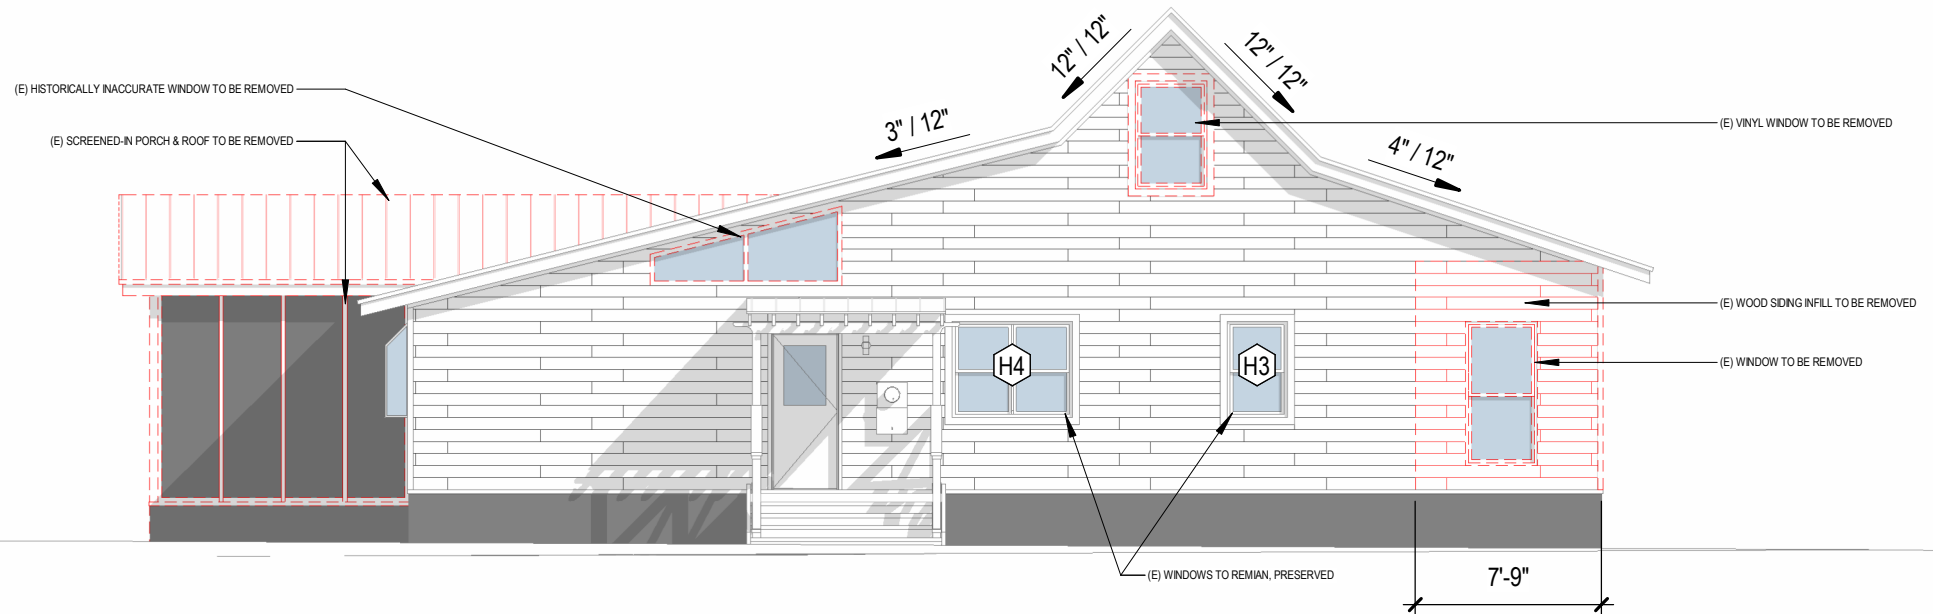 12" / 12"
12" / 12"
(E) HISTORICALLY INACCURATE WINDOW TO BE REMOVED
3" / 12"
(E) VINYL WINDOW TO BE REMOVED
(E) SCREENED-IN PORCH & ROOF TO BE REMOVED
4" / 12"
(E) WOOD SIDING INFILL TO BE REMOVED
H4
H3
(E) WINDOW TO BE REMOVED
(E) WINDOWS TO REMIAN, PRESERVED
7'-9"